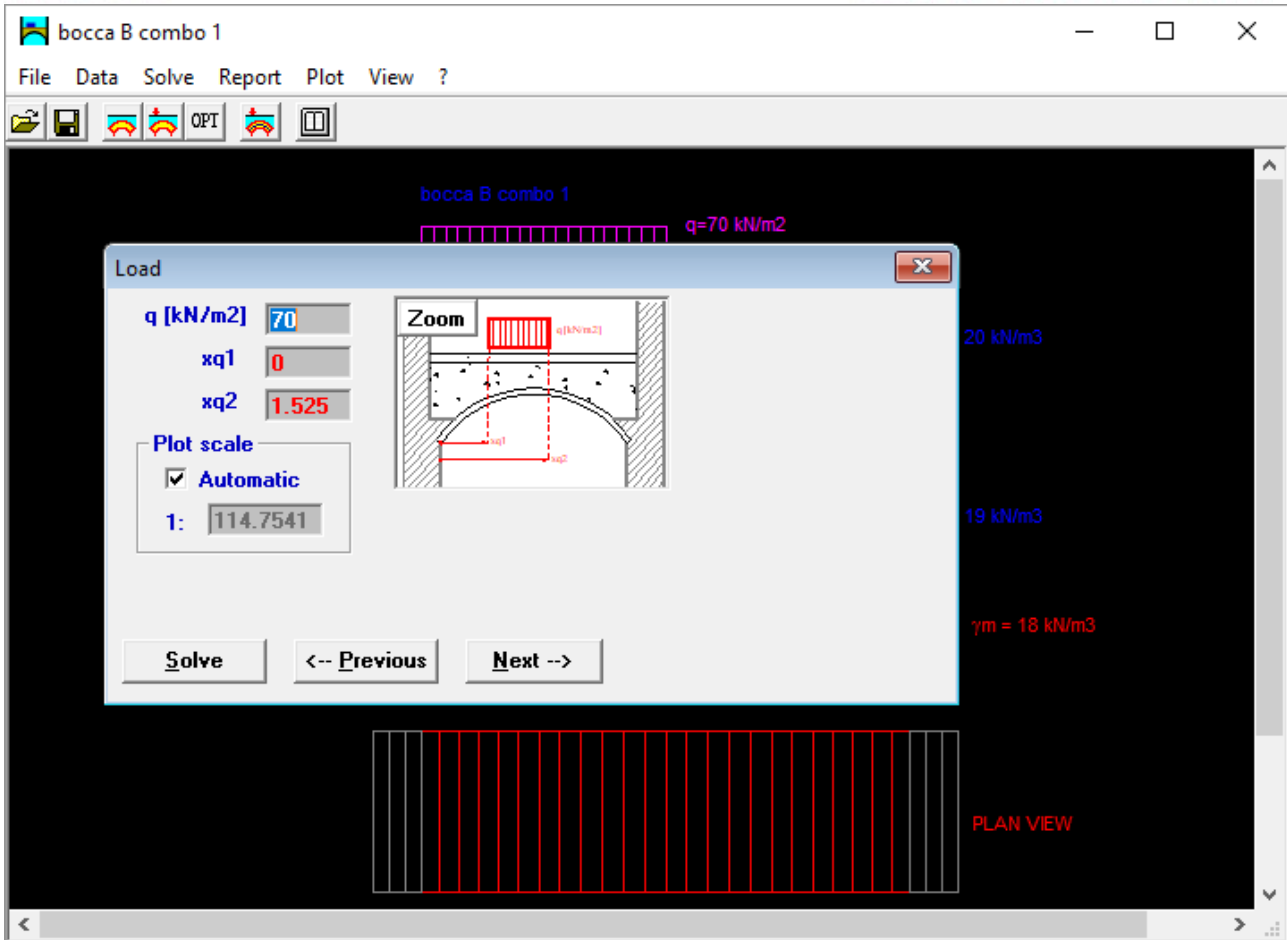 bocca B combo 1
File Data Solve Report Plot View ?
OPT
bocca B combo 1
q=70 kN/m2
Load
q [kN/m2] 70
Zoom
q[kN/m2]
20 kN/m3
xq1 0
xq2 1.525
xq1
xq2
Plot scale
Automatic
1: 114.7541
19 kN/m3
γm = 18 kN/m3
Solve <-- Previous Next -->
PLAN VIEW